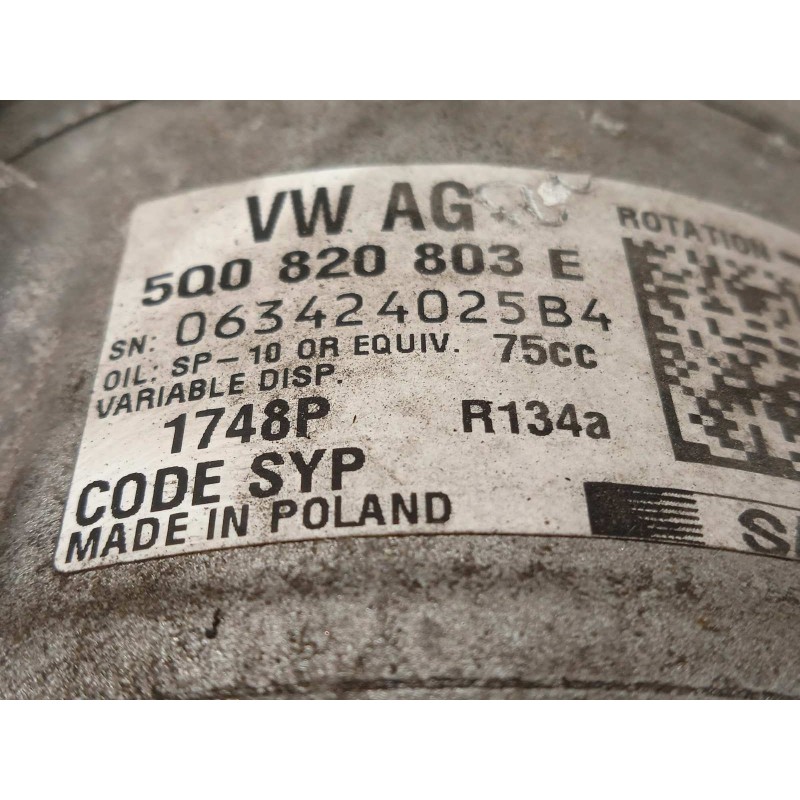 VW AG
ROTATION
5Q0 820 803 E
SN: 063424025B4
OIL: SP-10 OR EQUIV. 75cc
VARIABLE DISP.
1748P R134a
CODE SYP
MADE IN POLAND